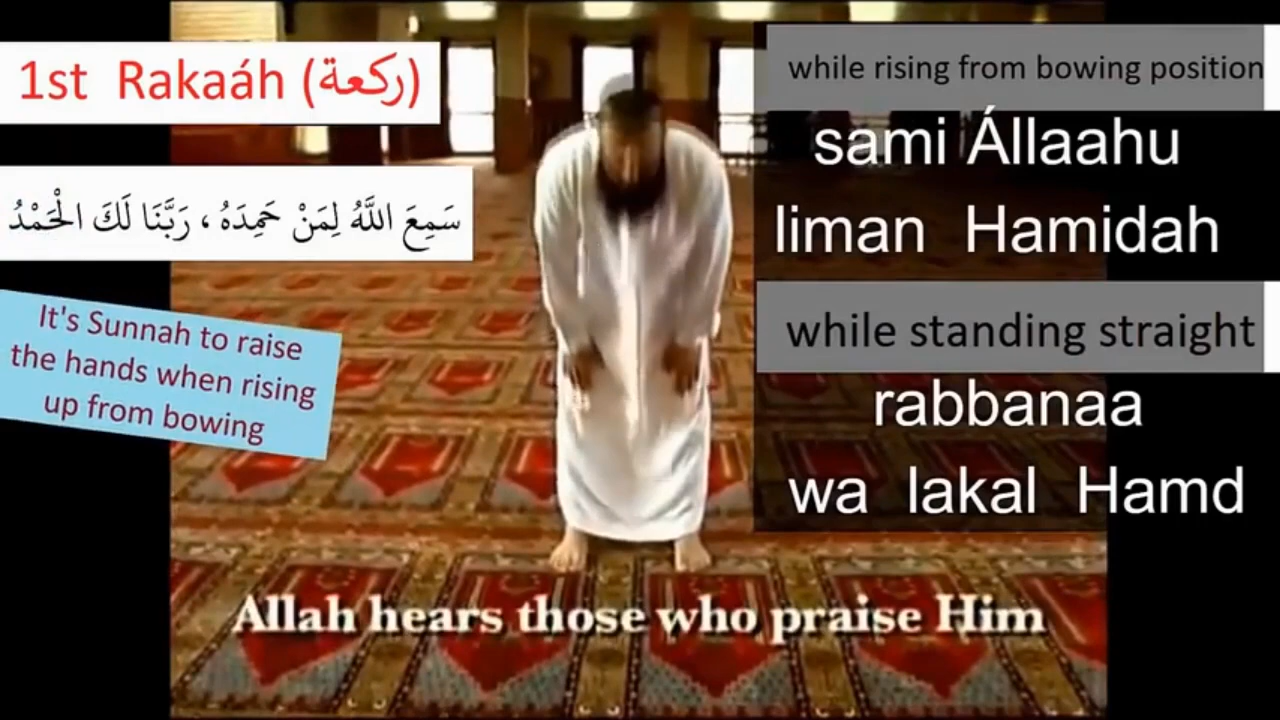 1st Rakaáh (ركعة)
سَمِعَ اللَّهُ لِمَنْ حَمِدَهُ ، رَبَّنَا لَكَ الْحَمْدُ
It's Sunnah to raise
the hands when rising
up from bowing
while rising from bowing position
sami Állaahu
liman Hamidah
while standing straight
rabbanaa
wa lakal Hamd
Allah hears those who praise Him